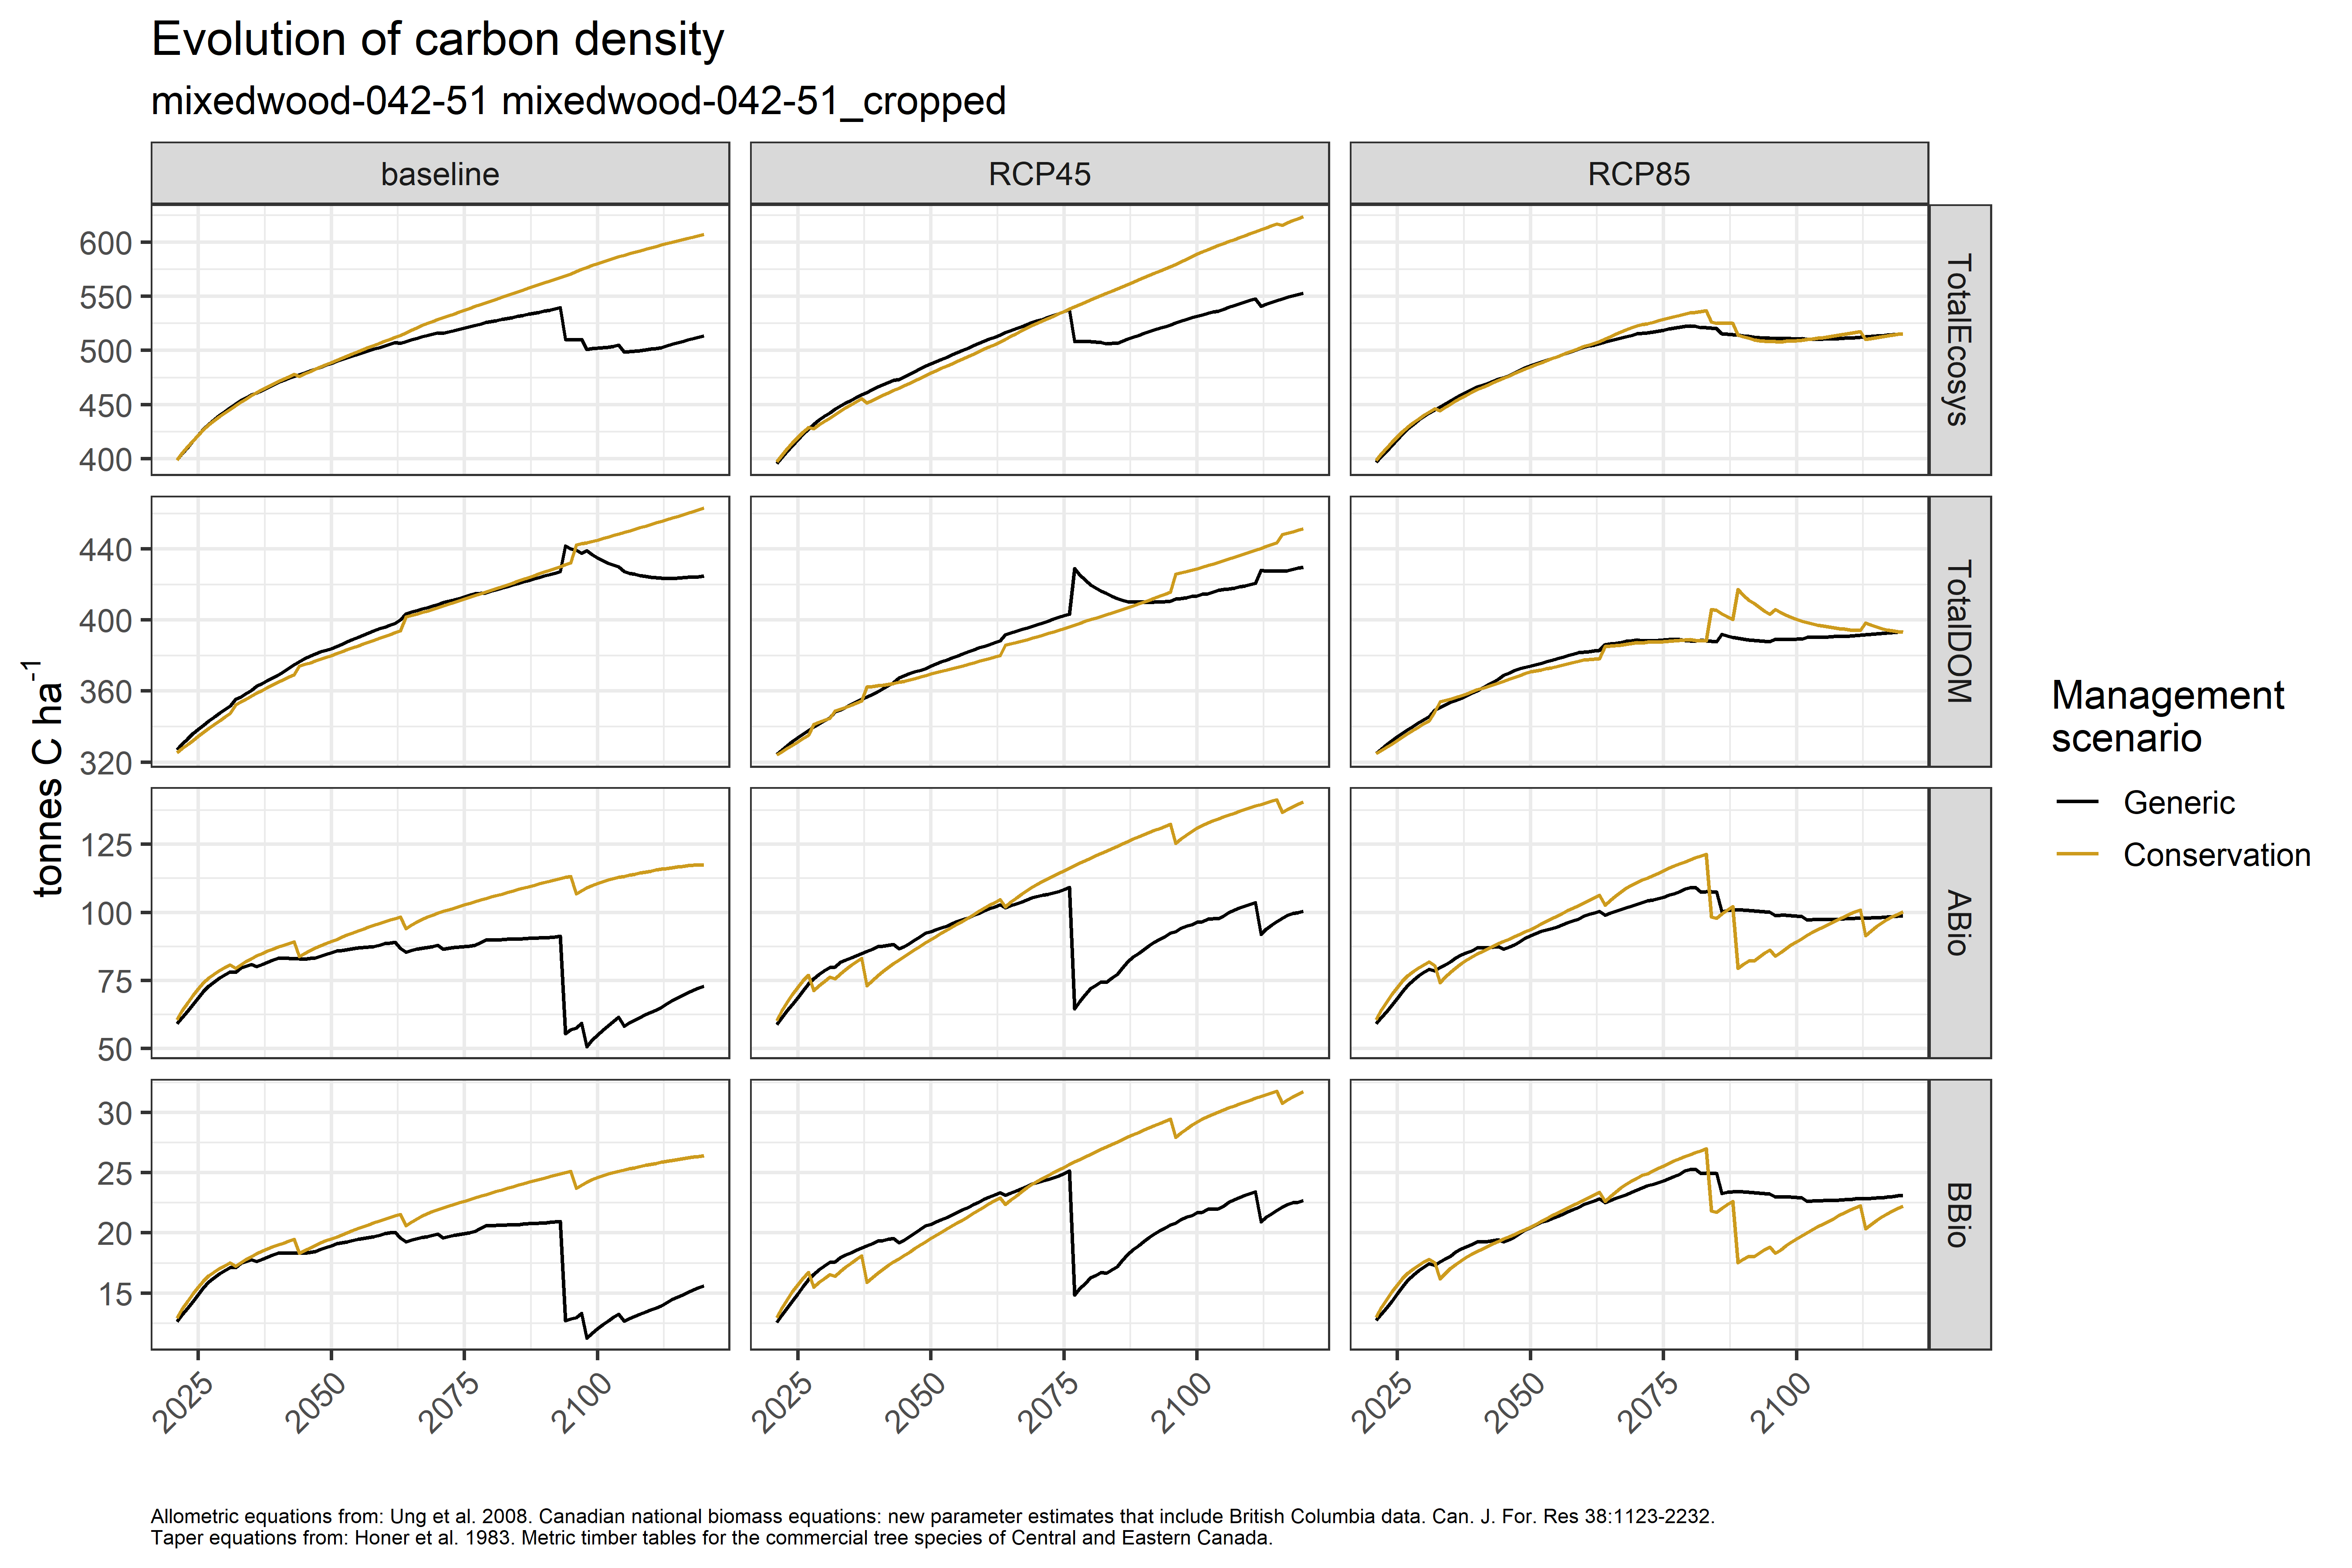 Evolution of carbon density
mixedwood-042-51 mixedwood-042-51_cropped
baseline
RCP45
RCP85
600
550
500
450
400
TotalEcosys
440
400
360
320
TotalDOM
125
100
75
50
ABio
30
25
20
15
BBio
tonnes C ha⁻¹
2025
2050
2075
2100
2025
2050
2075
2100
2025
2050
2075
2100
Management
scenario
Generic
Conservation
Allometric equations from: Ung et al. 2008. Canadian national biomass equations: new parameter estimates that include British Columbia data. Can. J. For. Res 38:1123-2232.
Taper equations from: Honer et al. 1983. Metric timber tables for the commercial tree species of Central and Eastern Canada.